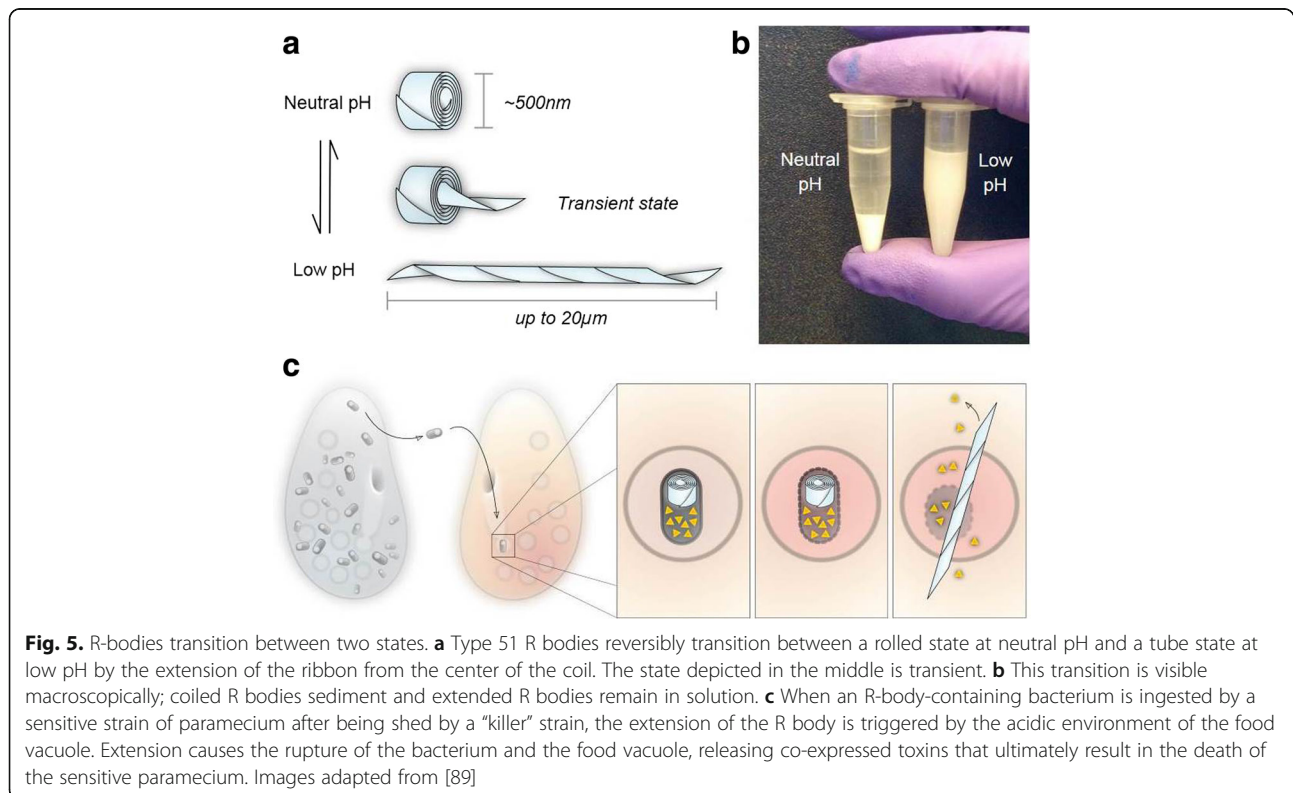 a
Neutral pH
~500nm
Transient state
Low pH
up to 20µm
b
Neutral
pH
Low
pH
c
Fig. 5. R-bodies transition between two states. a Type 51 R bodies reversibly transition between a rolled state at neutral pH and a tube state at
low pH by the extension of the ribbon from the center of the coil. The state depicted in the middle is transient. b This transition is visible
macroscopically; coiled R bodies sediment and extended R bodies remain in solution. c When an R-body-containing bacterium is ingested by a
sensitive strain of paramecium after being shed by a “killer” strain, the extension of the R body is triggered by the acidic environment of the food
vacuole. Extension causes the rupture of the bacterium and the food vacuole, releasing co-expressed toxins that ultimately result in the death of
the sensitive paramecium. Images adapted from [89]